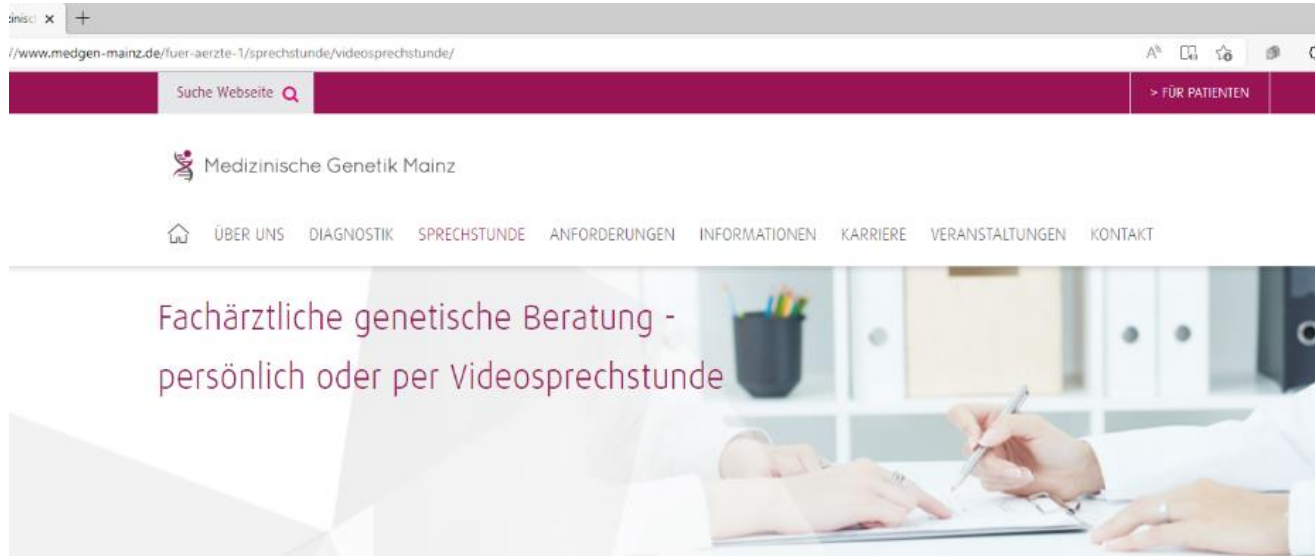 //www.medgen-mainz.de/fuer-aerzte-1/sprechstunde/videosprechstunde/
Suche Webseite
> FÜR PATIENTEN
Medizinische Genetik Mainz
ÜBER UNS DIAGNOSTIK SPRECHSTUNDE ANFORDERUNGEN INFORMATIONEN KARRIERE VERANSTALTUNGEN KONTAKT
Fachärztliche genetische Beratung -
persönlich oder per Videosprechstunde